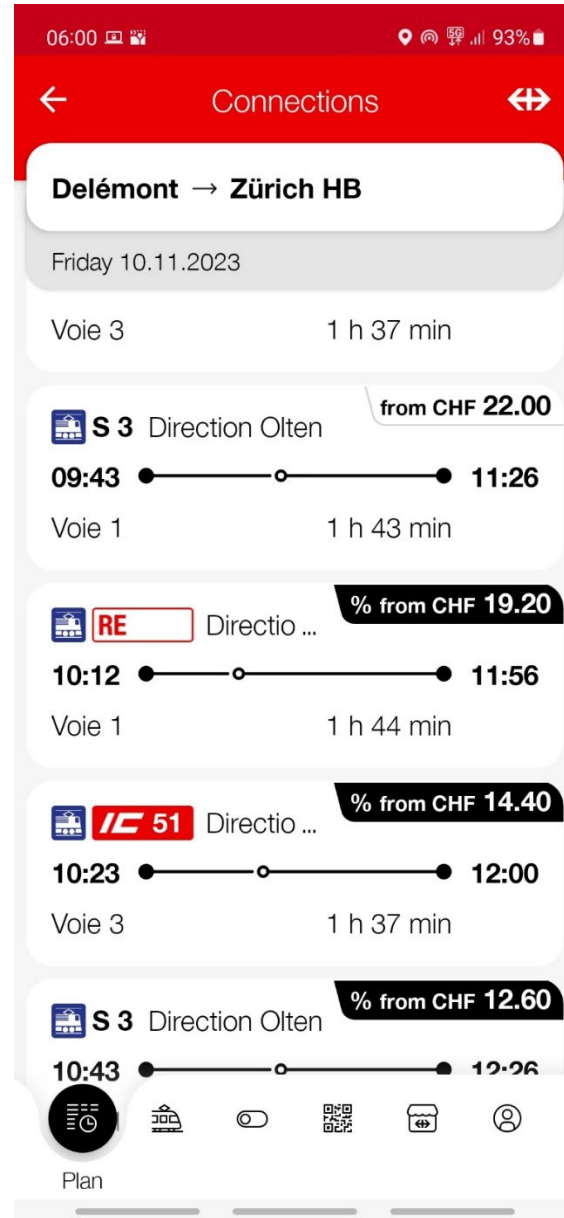 06:00 5G 93%
Connections
Delémont → Zürich HB
Friday 10.11.2023
Voie 3 1 h 37 min
from CHF 22.00
S 3 Direction Olten
09:43 11:26
Voie 1 1 h 43 min
% from CHF 19.20
RE Directio ...
10:12 11:56
Voie 1 1 h 44 min
% from CHF 14.40
IC 51 Directio ...
10:23 12:00
Voie 3 1 h 37 min
% from CHF 12.60
S 3 Direction Olten
10:43 12:26
Plan